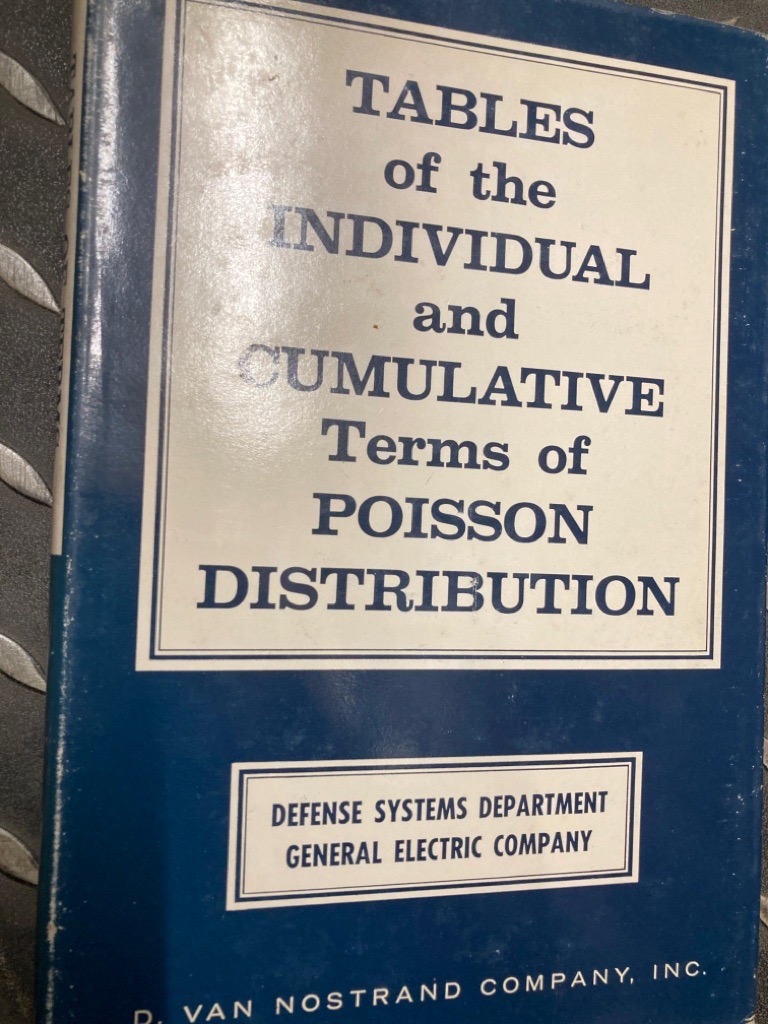 TABLES
of the
INDIVIDUAL
and
CUMULATIVE
Terms of
POISSON
DISTRIBUTION
DEFENSE SYSTEMS DEPARTMENT
GENERAL ELECTRIC COMPANY
D. VAN NOSTRAND COMPANY, INC.